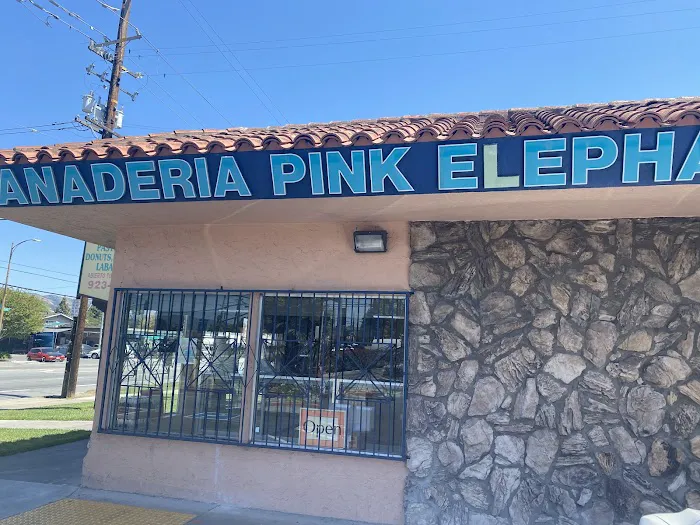 ANADERIA PINK ELEPHA
DONUTS,
923-
Open